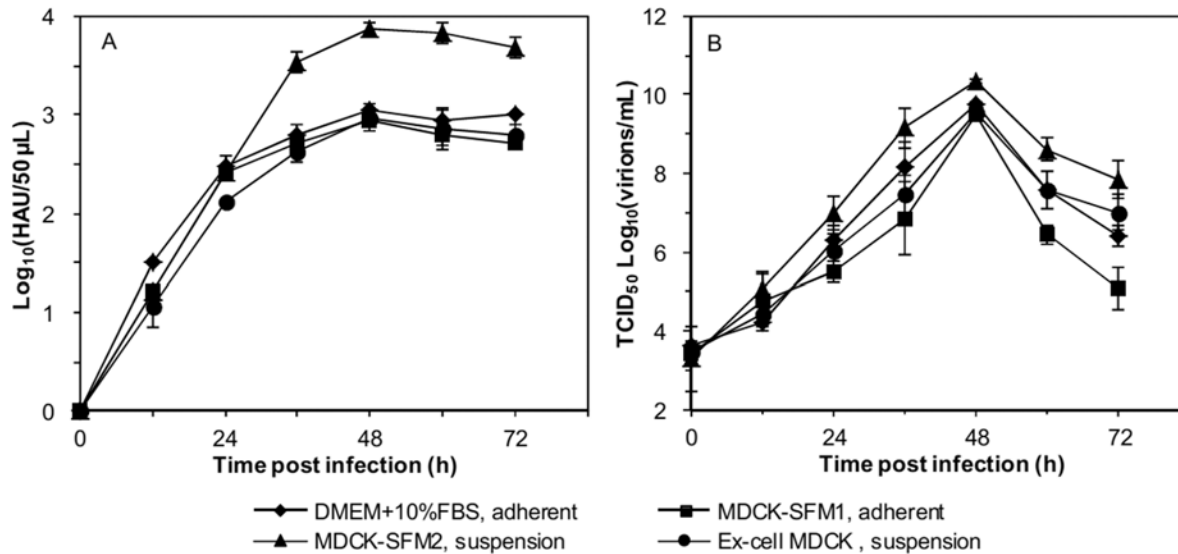 A
Log₁₀(HAU/50 µL)
4
3
2
1
0
0 24 48 72
Time post infection (h)
B
TCID₅₀ Log₁₀(virions/mL)
12
10
8
6
4
2
0 24 48 72
Time post infection (h)
DMEM+10%FBS, adherent
MDCK-SFM1, adherent
MDCK-SFM2, suspension
Ex-cell MDCK , suspension